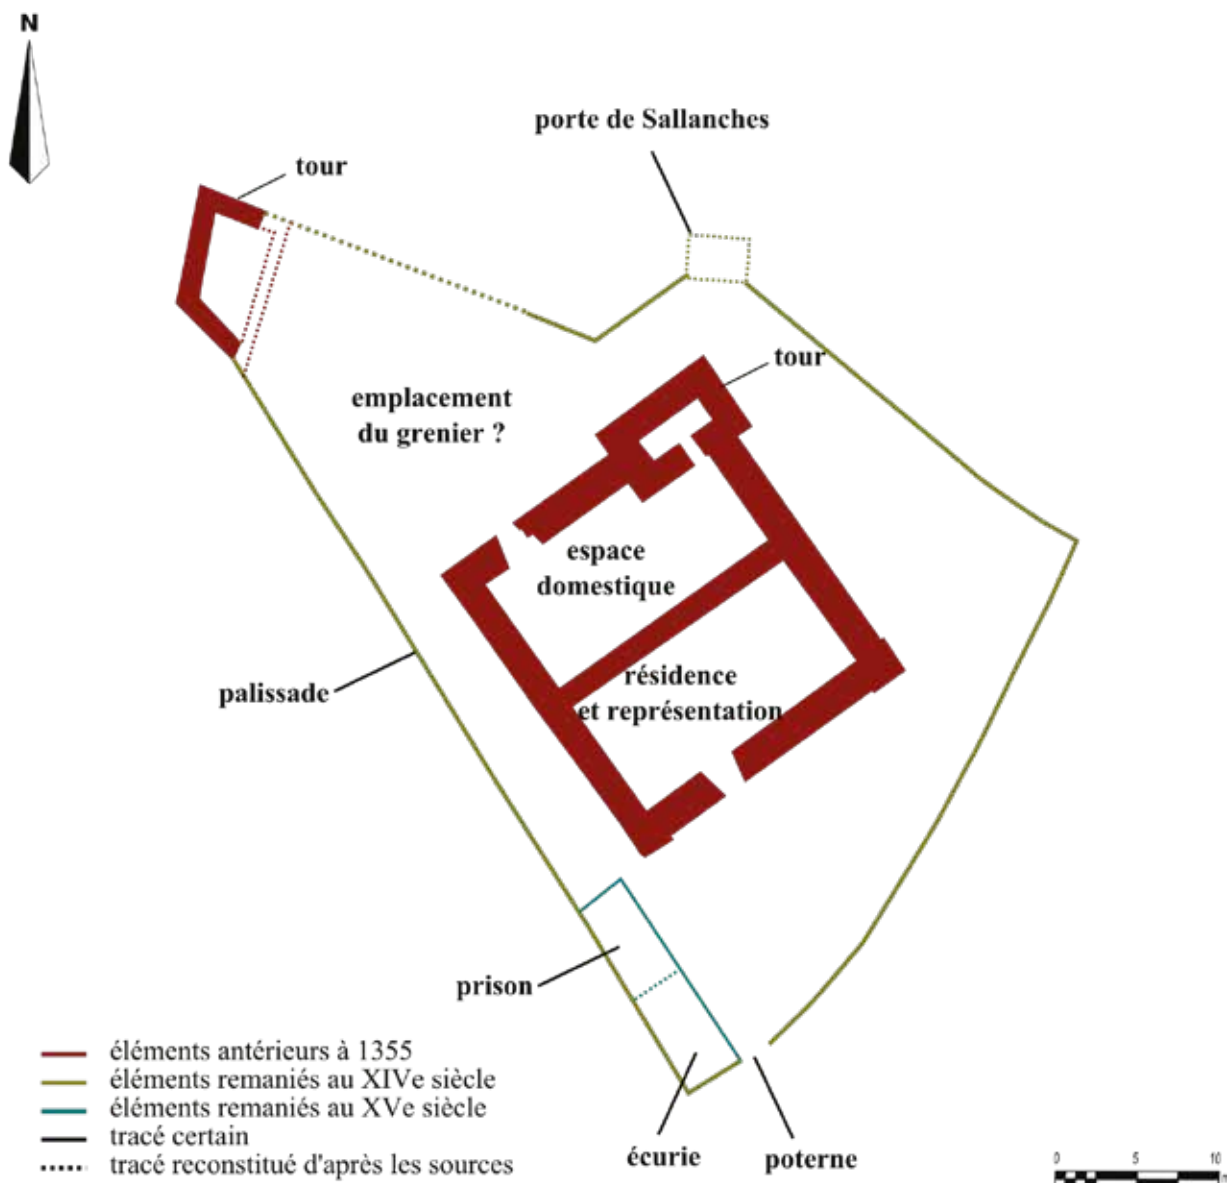 N
porte de Sallanches
tour
tour
emplacement
du grenier ?
espace
domestique
résidence
et représentation
palissade
prison
éléments antérieurs à 1355
éléments remaniés au XIVe siècle
éléments remaniés au XVe siècle
tracé certain
tracé reconstitué d'après les sources
écurie
poterne
0 5 10
m